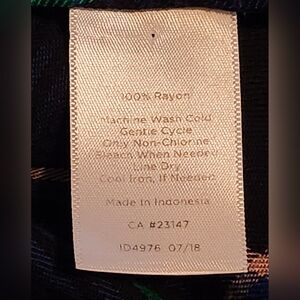 100% Rayon
Machine Wash Cold
Gentle Cycle
Only Non-Chlorine
Bleach When Needed
Line Dry
Cool Iron, If Needed
Made in Indonesia
CA #23147
ID4976 07/18